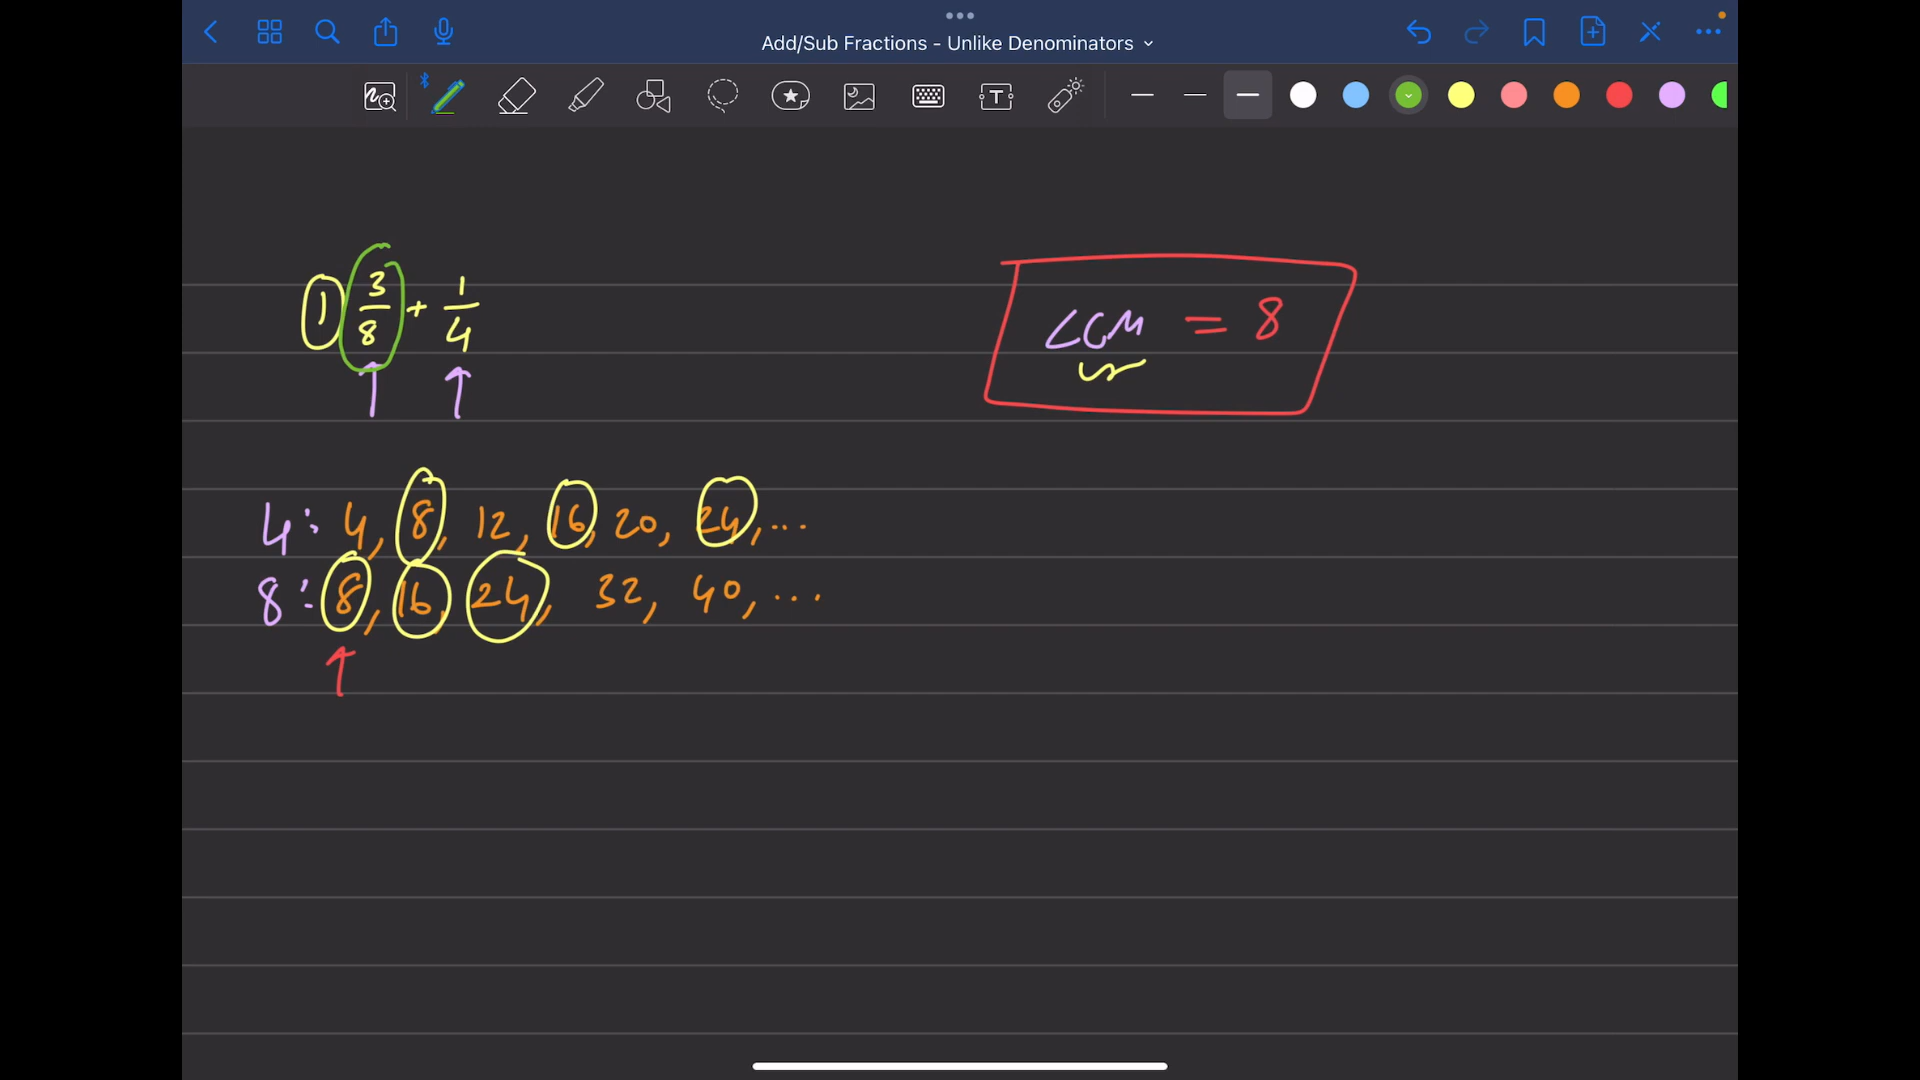 Add/Sub Fractions - Unlike Denominators
T
① 3/8 + 1/4
LCM = 8
4: 4, 8, 12, 16, 20, 24, ...
8: 8, 16, 24, 32, 40, ...